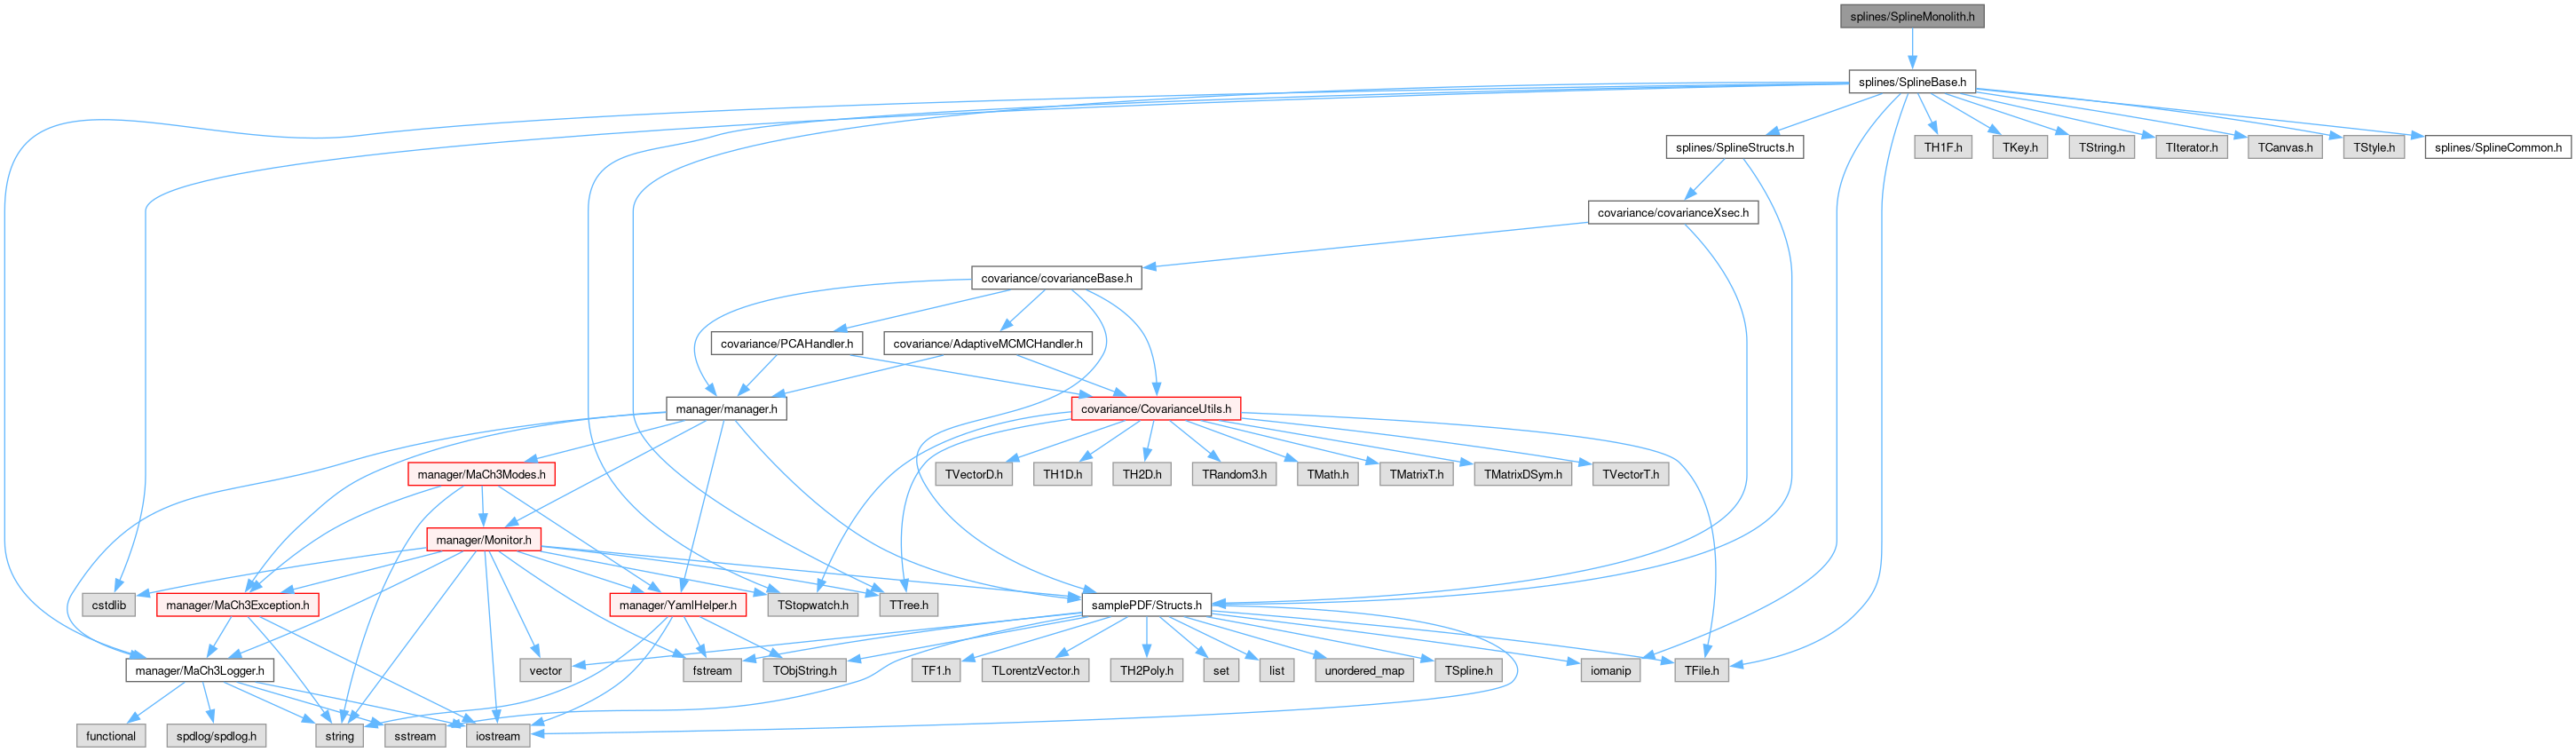 splines/SplineMonolith.h
splines/SplineBase.h
splines/SplineStructs.h
TH1F.h
TKey.h
TString.h
TIterator.h
TCanvas.h
TStyle.h
splines/SplineCommon.h
covariance/covarianceXsec.h
covariance/covarianceBase.h
covariance/PCAHandler.h
covariance/AdaptiveMCMCHandler.h
manager/manager.h
covariance/CovarianceUtils.h
manager/MaCh3Modes.h
TVectorD.h
TH1D.h
TH2D.h
TRandom3.h
TMath.h
TMatrixT.h
TMatrixDSym.h
TVectorT.h
manager/Monitor.h
cstdlib
manager/MaCh3Exception.h
manager/YamlHelper.h
TStopwatch.h
TTree.h
samplePDF/Structs.h
manager/MaCh3Logger.h
vector
fstream
TObjString.h
TF1.h
TLorentzVector.h
TH2Poly.h
set
list
unordered_map
TSpline.h
iomanip
TFile.h
functional
spdlog/spdlog.h
string
sstream
iostream